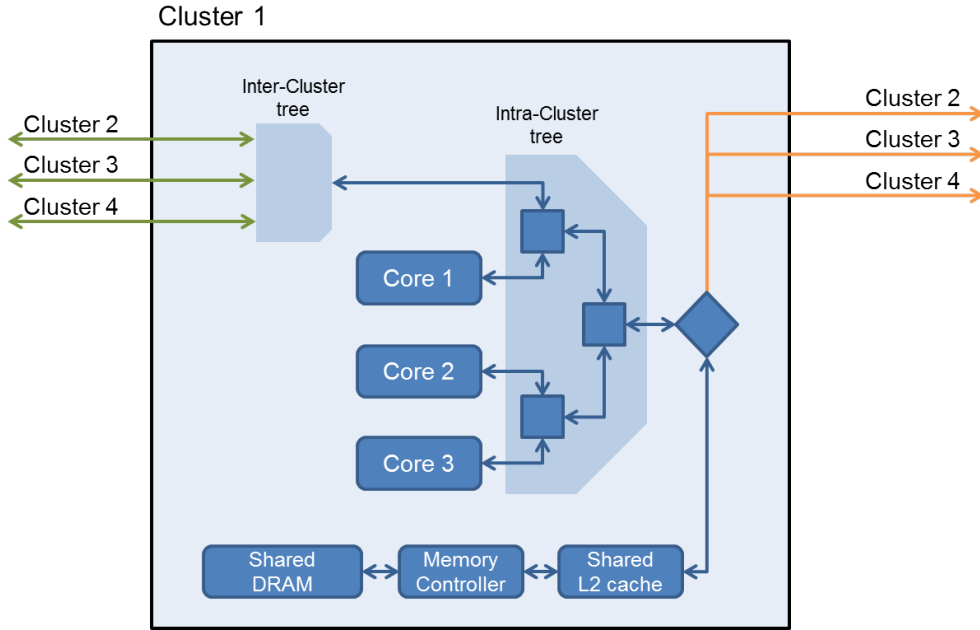 Cluster 1
Inter-Cluster
tree
Intra-Cluster
tree
Cluster 2
Cluster 3
Cluster 4
Cluster 2
Cluster 3
Cluster 4
Core 1
Core 2
Core 3
Shared
DRAM
Memory
Controller
Shared
L2 cache